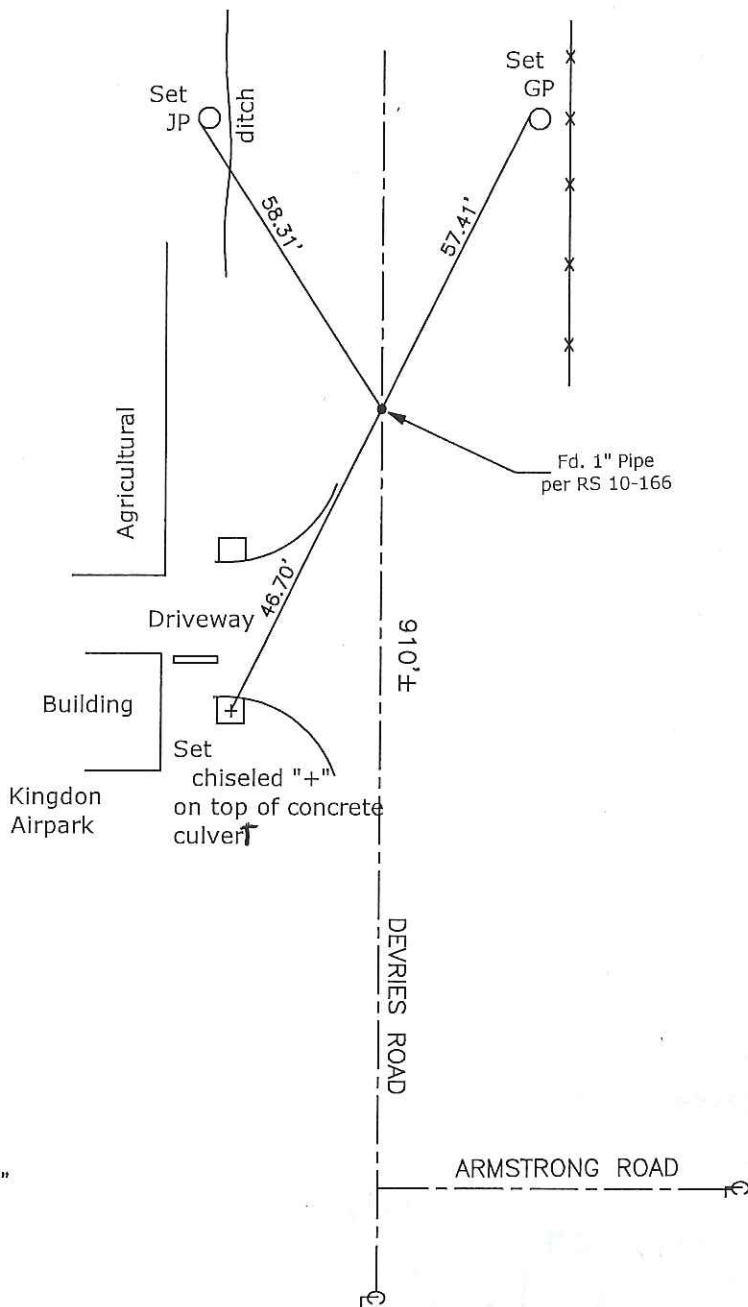 Set
JP
ditch
Set
GP
58.31'
57.41'
Agricultural
Fd. 1" Pipe
per RS 10-166
46.70'
Driveway
910'±
Building
Set
chiseled "+"
on top of concrete
culvert
Kingdon
Airpark
DEVRIES ROAD
"
ARMSTRONG ROAD
℄
℄